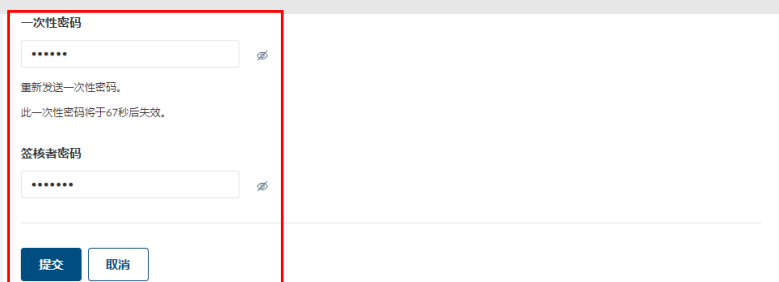 一次性密码
••••••
重新发送一次性密码。
此一次性密码将于67秒后失效。
签核者密码
•••••••
提交 取消